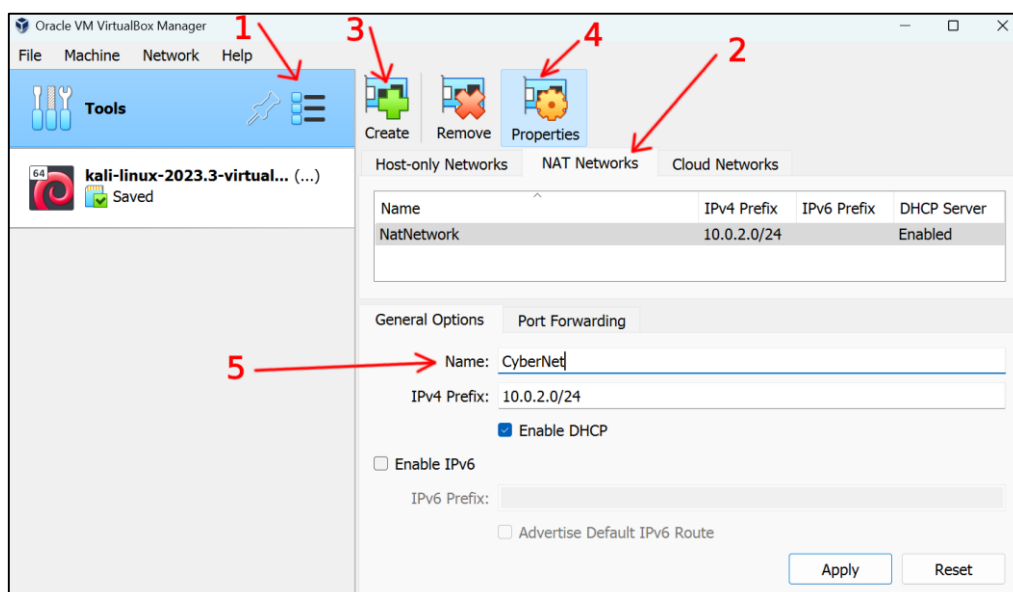 Oracle VM VirtualBox Manager
File Machine Network Help
1
3
4
2
Tools
Create Remove Properties
64
kali-linux-2023.3-virtual... (...)
Saved
Host-only Networks NAT Networks Cloud Networks
Name IPv4 Prefix IPv6 Prefix DHCP Server
NatNetwork 10.0.2.0/24 Enabled
General Options Port Forwarding
5
Name: CyberNet
IPv4 Prefix: 10.0.2.0/24
Enable DHCP
Enable IPv6
IPv6 Prefix:
Advertise Default IPv6 Route
Apply Reset